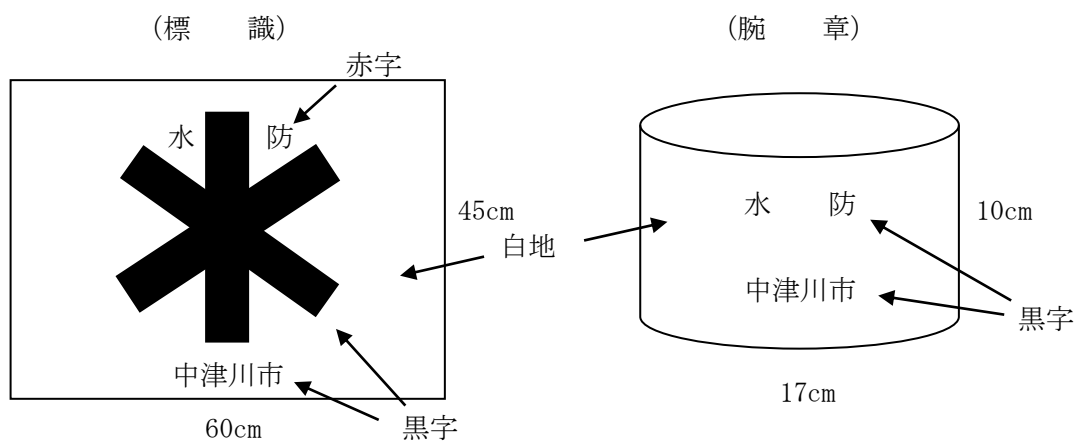 (標　識)
赤字
水　防
45cm
白地
中津川市
黒字
60cm
(腕　章)
水　防
10cm
中津川市
黒字
17cm